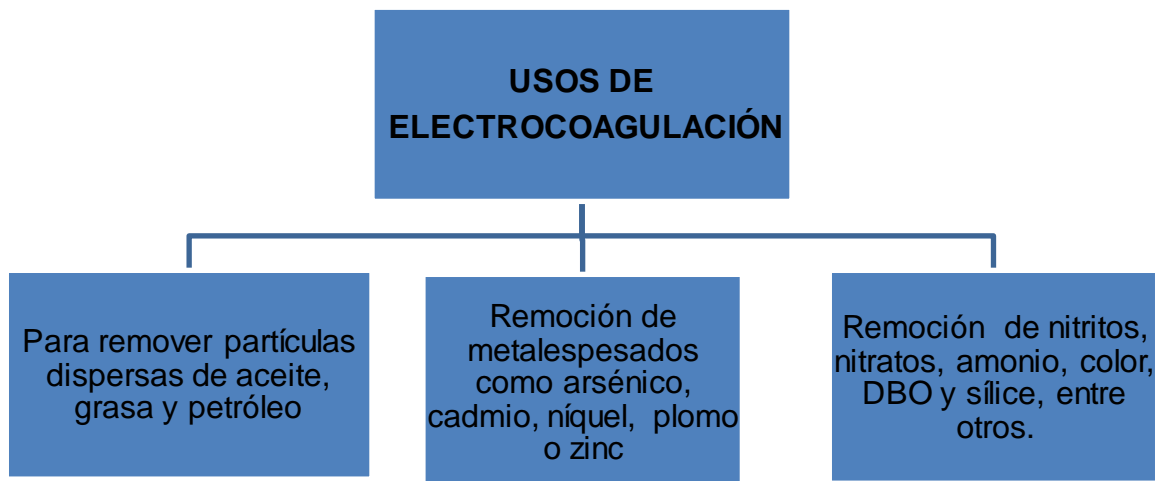 USOS DE
ELECTROCOAGULACIÓN
Para remover partículas
dispersas de aceite,
grasa y petróleo
Remoción de
metalespesados
como arsénico,
cadmio, níquel, plomo
o zinc
Remoción de nitritos,
nitratos, amonio, color,
DBO y sílice, entre
otros.